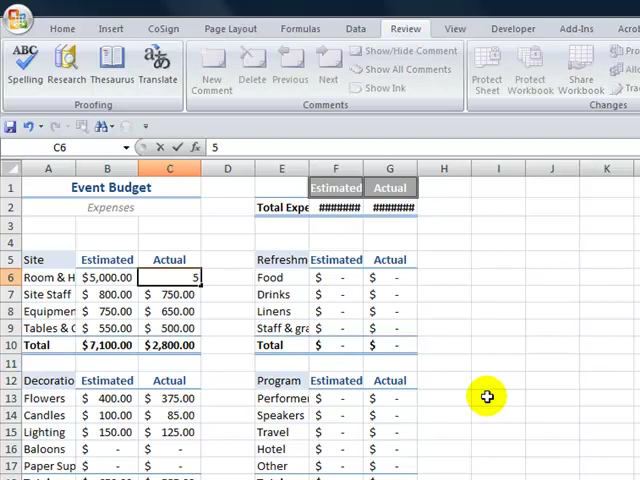 Home Insert CoSign Page Layout Formulas Data Review View Developer Add-Ins Acrob
ABC
Spelling Research Thesaurus Translate
New Comment Delete Previous Next
Show/Hide Comment
Show All Comments
Show Ink
Protect Sheet Protect Workbook Share Workbook
Proofing Comments Changes
C6 fx 5
A B C D E F G H I J K
1 Event Budget Estimated Actual
2 Expenses Total Expe ####### #######
3
4
5 Site Estimated Actual Refreshm Estimated Actual
6 Room & H $5,000.00 5 Food $ - $ -
7 Site Staff $ 800.00 $ 750.00 Drinks $ - $ -
8 Equipmen $ 750.00 $ 650.00 Linens $ - $ -
9 Tables & C $ 550.00 $ 500.00 Staff & gra $ - $ -
10 Total $7,100.00 $2,800.00 Total $ - $ -
11
12 Decoratio Estimated Actual Program Estimated Actual
13 Flowers $ 400.00 $ 375.00 Performer $ - $ -
14 Candles $ 100.00 $ 85.00 Speakers $ - $ -
15 Lighting $ 150.00 $ 125.00 Travel $ - $ -
16 Baloons $ - $ - Hotel $ - $ -
17 Paper Sup $ - $ - Other $ - $ -